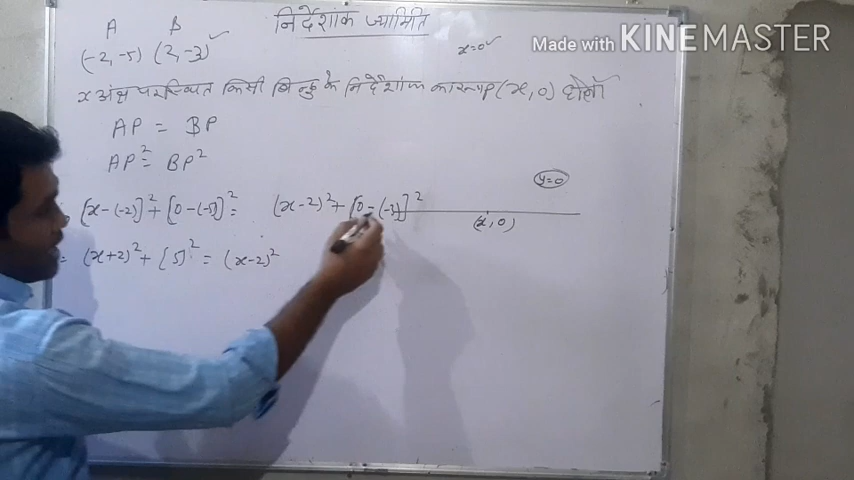 निर्देशांक ज्यामिति
Made with KINEMASTER
A B
(-2,-5) (2,-3) ✓
x=0 ✓
x अक्ष पर स्थित किसी बिन्दु के निर्देशांक का रूप P(x,0) होगा
AP = BP
AP² = BP²
y=0
[x-(-2)]² + [0-(-5)]² = (x-2)² + [0-(-3)]²
(x,0)
= (x+2)² + [5]² = (x-2)²